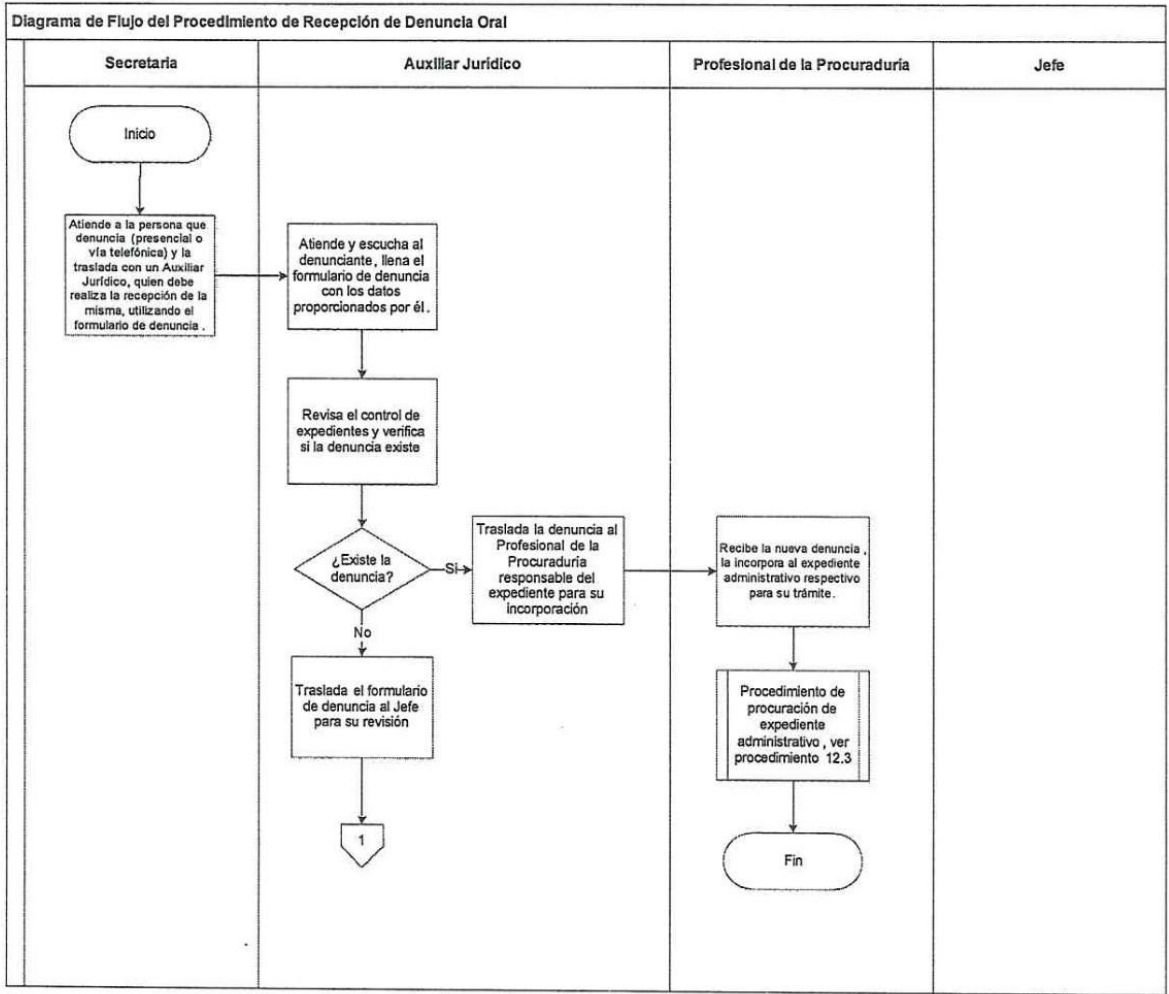 Diagrama de Flujo del Procedimiento de Recepción de Denuncia Oral
Secretaria
Auxiliar Jurídico
Profesional de la Procuraduría
Jefe
Inicio
Atiende a la persona que
denuncia (presencial o
vía telefónica) y la
traslada con un Auxiliar
Jurídico, quien debe
realiza la recepción de la
misma, utilizando el
formulario de denuncia .
Atiende y escucha al
denunciante, llena el
formulario de denuncia
con los datos
proporcionados por él .
Revisa el control de
expedientes y verifica
si la denuncia existe
¿Existe la
denuncia?
Si
Traslada la denuncia al
Profesional de la
Procuraduría
responsable del
expediente para su
incorporación
Recibe la nueva denuncia ,
la incorpora al expediente
administrativo respectivo
para su trámite.
No
Traslada el formulario
de denuncia al Jefe
para su revisión
Procedimiento de
procuración de
expediente
administrativo , ver
procedimiento 12.3
1
Fin